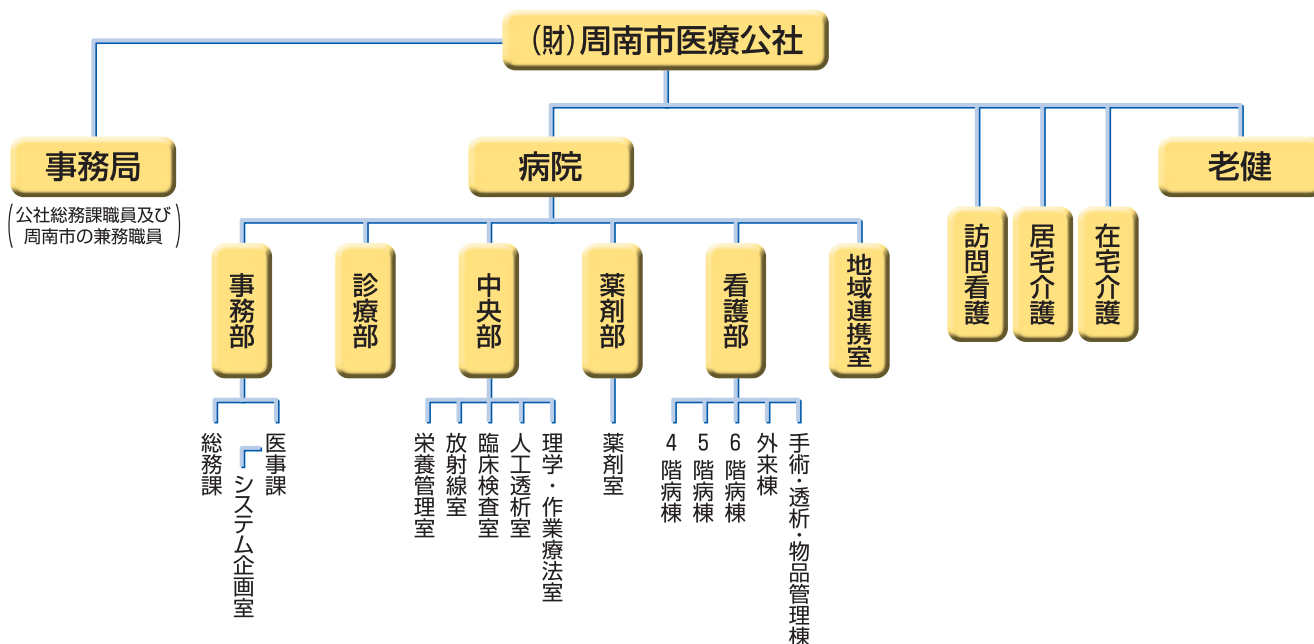 (財)周南市医療公社
事務局
(公社総務課職員及び
周南市の兼務職員)
病院
老健
訪問看護
居宅介護
在宅介護
事務部
診療部
中央部
薬剤部
看護部
地域連携室
総務課
システム企画室
医事課
栄養管理室
放射線室
臨床検査室
人工透析室
理学・作業療法室
薬剤室
4階病棟
5階病棟
6階病棟
外来棟
手術・透析・物品管理棟